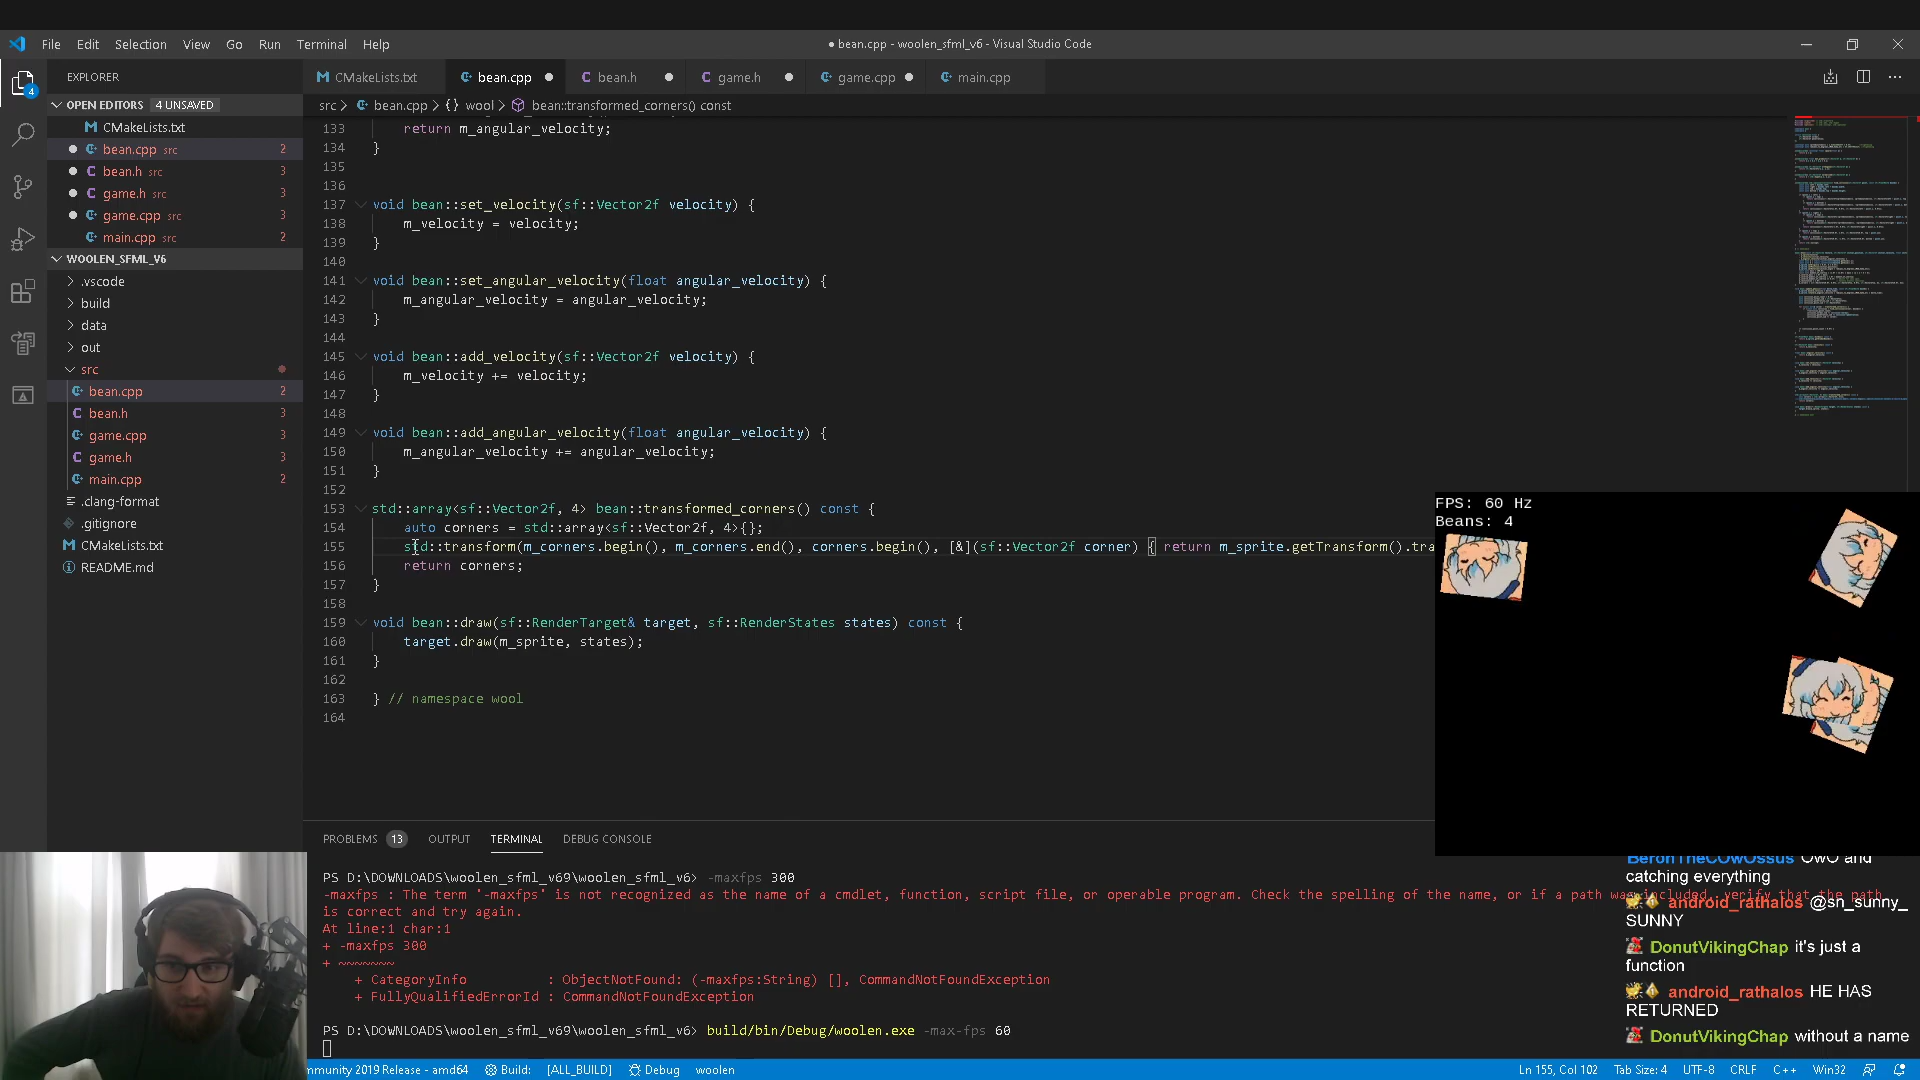 File Edit Selection View Go Run Terminal Help
● bean.cpp - woolen_sfml_v6 - Visual Studio Code
EXPLORER
CMakeLists.txt bean.cpp bean.h game.h game.cpp main.cpp
OPEN EDITORS 4 UNSAVED
src > bean.cpp > {} wool > bean::transformed_corners() const
CMakeLists.txt
bean.cpp src 2
bean.h src 3
game.h src 3
game.cpp src 3
main.cpp src 2
WOOLEN_SFML_V6
.vscode
build
data
out
src
bean.cpp 2
bean.h 3
game.cpp 3
game.h 3
main.cpp 2
.clang-format
.gitignore
CMakeLists.txt
README.md
4
133 return m_angular_velocity;
134 }
135
136
137 void bean::set_velocity(sf::Vector2f velocity) {
138 m_velocity = velocity;
139 }
140
141 void bean::set_angular_velocity(float angular_velocity) {
142 m_angular_velocity = angular_velocity;
143 }
144
145 void bean::add_velocity(sf::Vector2f velocity) {
146 m_velocity += velocity;
147 }
148
149 void bean::add_angular_velocity(float angular_velocity) {
150 m_angular_velocity += angular_velocity;
151 }
152
153 std::array<sf::Vector2f, 4> bean::transformed_corners() const {
154 auto corners = std::array<sf::Vector2f, 4>{};
155 std::transform(m_corners.begin(), m_corners.end(), corners.begin(), [&](sf::Vector2f corner) { return m_sprite.getTransform().tra
156 return corners;
157 }
158
159 void bean::draw(sf::RenderTarget& target, sf::RenderStates states) const {
160 target.draw(m_sprite, states);
161 }
162
163 } // namespace wool
164
FPS: 60 Hz
Beans: 4
PROBLEMS 13 OUTPUT TERMINAL DEBUG CONSOLE
PS D:\DOWNLOADS\woolen_sfml_v69\woolen_sfml_v6> -maxfps 300
-maxfps : The term '-maxfps' is not recognized as the name of a cmdlet, function, script file, or operable program. Check the spelling of the name, or if a path was included, verify that the path
is correct and try again.
At line:1 char:1
+ -maxfps 300
+ ~~~~~~~
+ CategoryInfo : ObjectNotFound: (-maxfps:String) [], CommandNotFoundException
+ FullyQualifiedErrorId : CommandNotFoundException
PS D:\DOWNLOADS\woolen_sfml_v69\woolen_sfml_v6> build/bin/Debug/woolen.exe -max-fps 60
BeronTheCOwOssus OwO and
catching everything
android_rathalos @sn_sunny_
SUNNY
DonutVikingChap it's just a
function
android_rathalos HE HAS
RETURNED
DonutVikingChap without a name
mmunity 2019 Release - amd64 Build: [ALL_BUILD] Debug woolen
Ln 155, Col 102 Tab Size: 4 UTF-8 CRLF C++ Win32